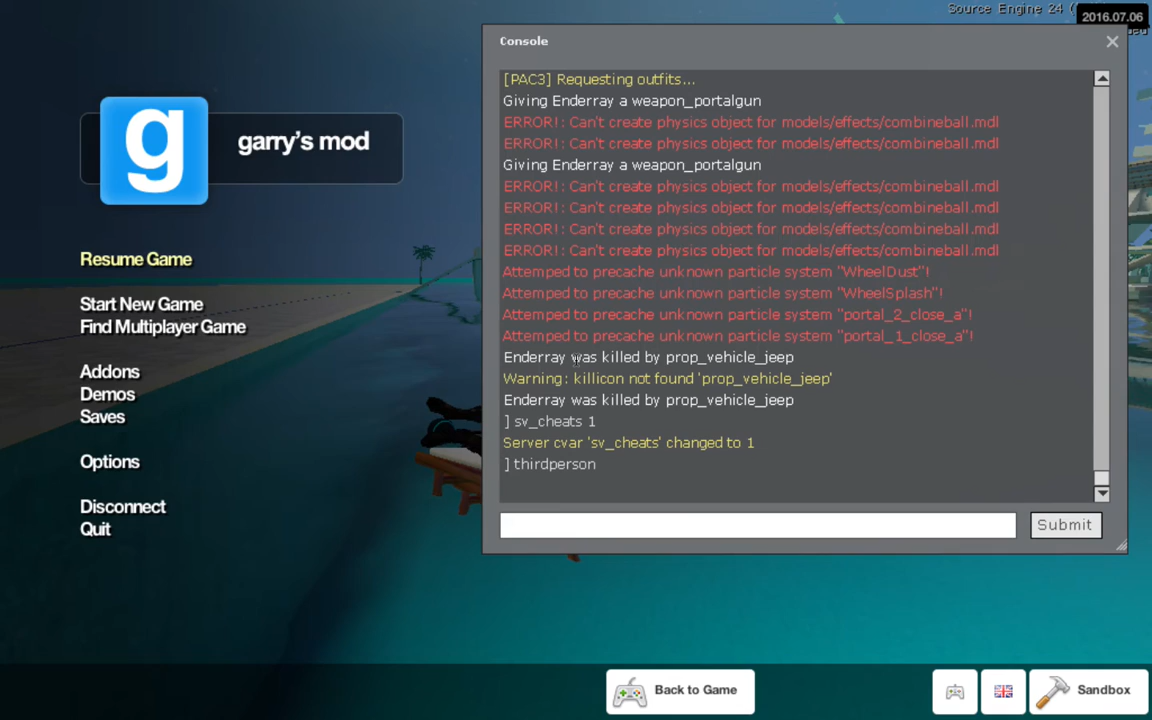 Source Engine 24 (
2016.07.06
Console
[PAC3] Requesting outfits...
Giving Enderray a weapon_portalgun
ERROR!: Can't create physics object for models/effects/combineball.mdl
ERROR!: Can't create physics object for models/effects/combineball.mdl
Giving Enderray a weapon_portalgun
ERROR!: Can't create physics object for models/effects/combineball.mdl
ERROR!: Can't create physics object for models/effects/combineball.mdl
ERROR!: Can't create physics object for models/effects/combineball.mdl
ERROR!: Can't create physics object for models/effects/combineball.mdl
Attemped to precache unknown particle system "WheelDust"!
Attemped to precache unknown particle system "WheelSplash"!
Attemped to precache unknown particle system "portal_2_close_a"!
Attemped to precache unknown particle system "portal_1_close_a"!
Enderray was killed by prop_vehicle_jeep
Warning: killicon not found 'prop_vehicle_jeep'
Enderray was killed by prop_vehicle_jeep
] sv_cheats 1
Server cvar 'sv_cheats' changed to 1
] thirdperson
Submit
g
garry's mod
Resume Game
Start New Game
Find Multiplayer Game
Addons
Demos
Saves
Options
Disconnect
Quit
Back to Game
Sandbox